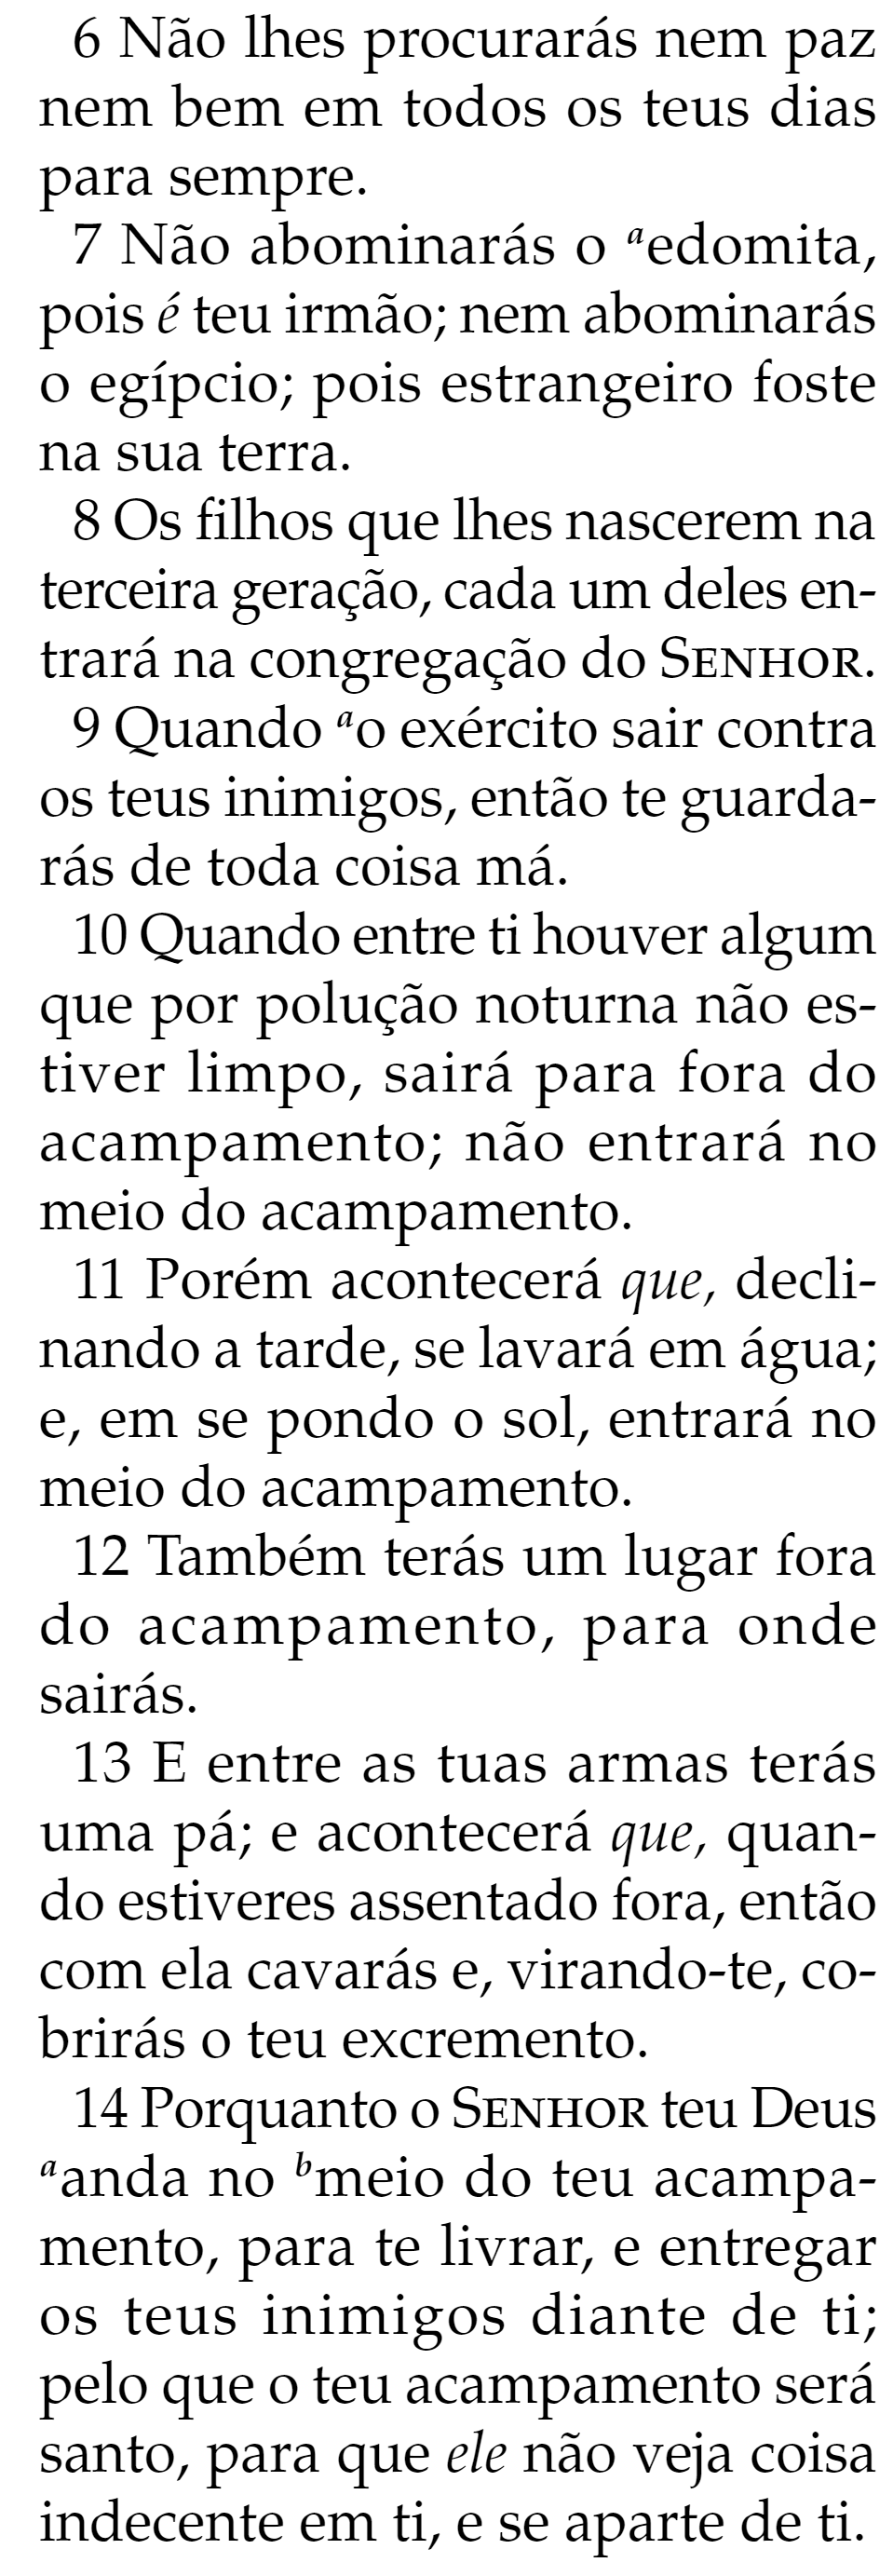 6 Não lhes procurarás nem paz
nem bem em todos os teus dias
para sempre.
7 Não abominarás o aedomita,
pois é teu irmão; nem abominarás
o egípcio; pois estrangeiro foste
na sua terra.
8 Os filhos que lhes nascerem na
terceira geração, cada um deles en-
trará na congregação do SENHOR.
9 Quando ao exército sair contra
os teus inimigos, então te guarda-
rás de toda coisa má.
10 Quando entre ti houver algum
que por polução noturna não es-
tiver limpo, sairá para fora do
acampamento; não entrará no
meio do acampamento.
11 Porém acontecerá que, decli-
nando a tarde, se lavará em água;
e, em se pondo o sol, entrará no
meio do acampamento.
12 Também terás um lugar fora
do acampamento, para onde
sairás.
13 E entre as tuas armas terás
uma pá; e acontecerá que, quan-
do estiveres assentado fora, então
com ela cavarás e, virando-te, co-
brirás o teu excremento.
14 Porquanto o SENHOR teu Deus
aanda no bmeio do teu acampa-
mento, para te livrar, e entregar
os teus inimigos diante de ti;
pelo que o teu acampamento será
santo, para que ele não veja coisa
indecente em ti, e se aparte de ti.